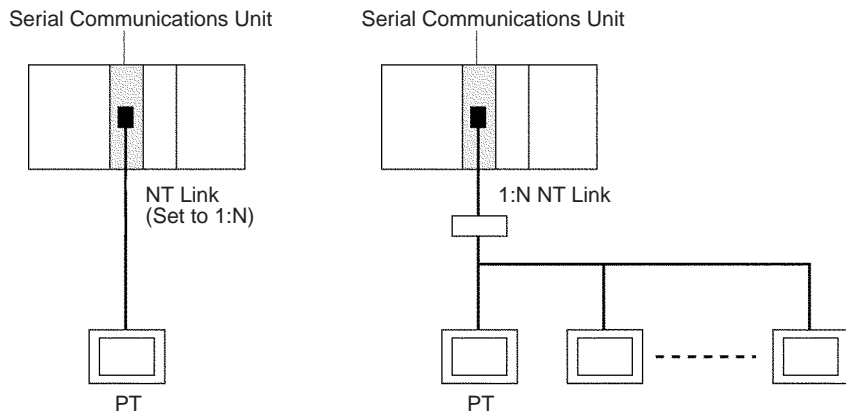 Serial Communications Unit
NT Link
(Set to 1:N)
PT
Serial Communications Unit
1:N NT Link
PT